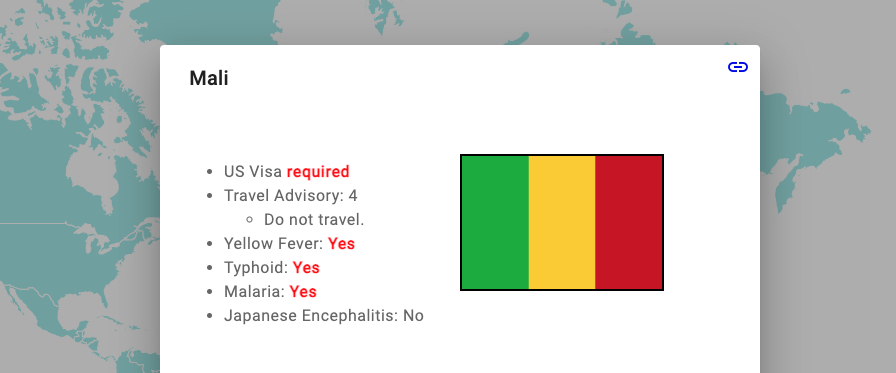 Mali
US Visa required
Travel Advisory: 4
Do not travel.
Yellow Fever: Yes
Typhoid: Yes
Malaria: Yes
Japanese Encephalitis: No